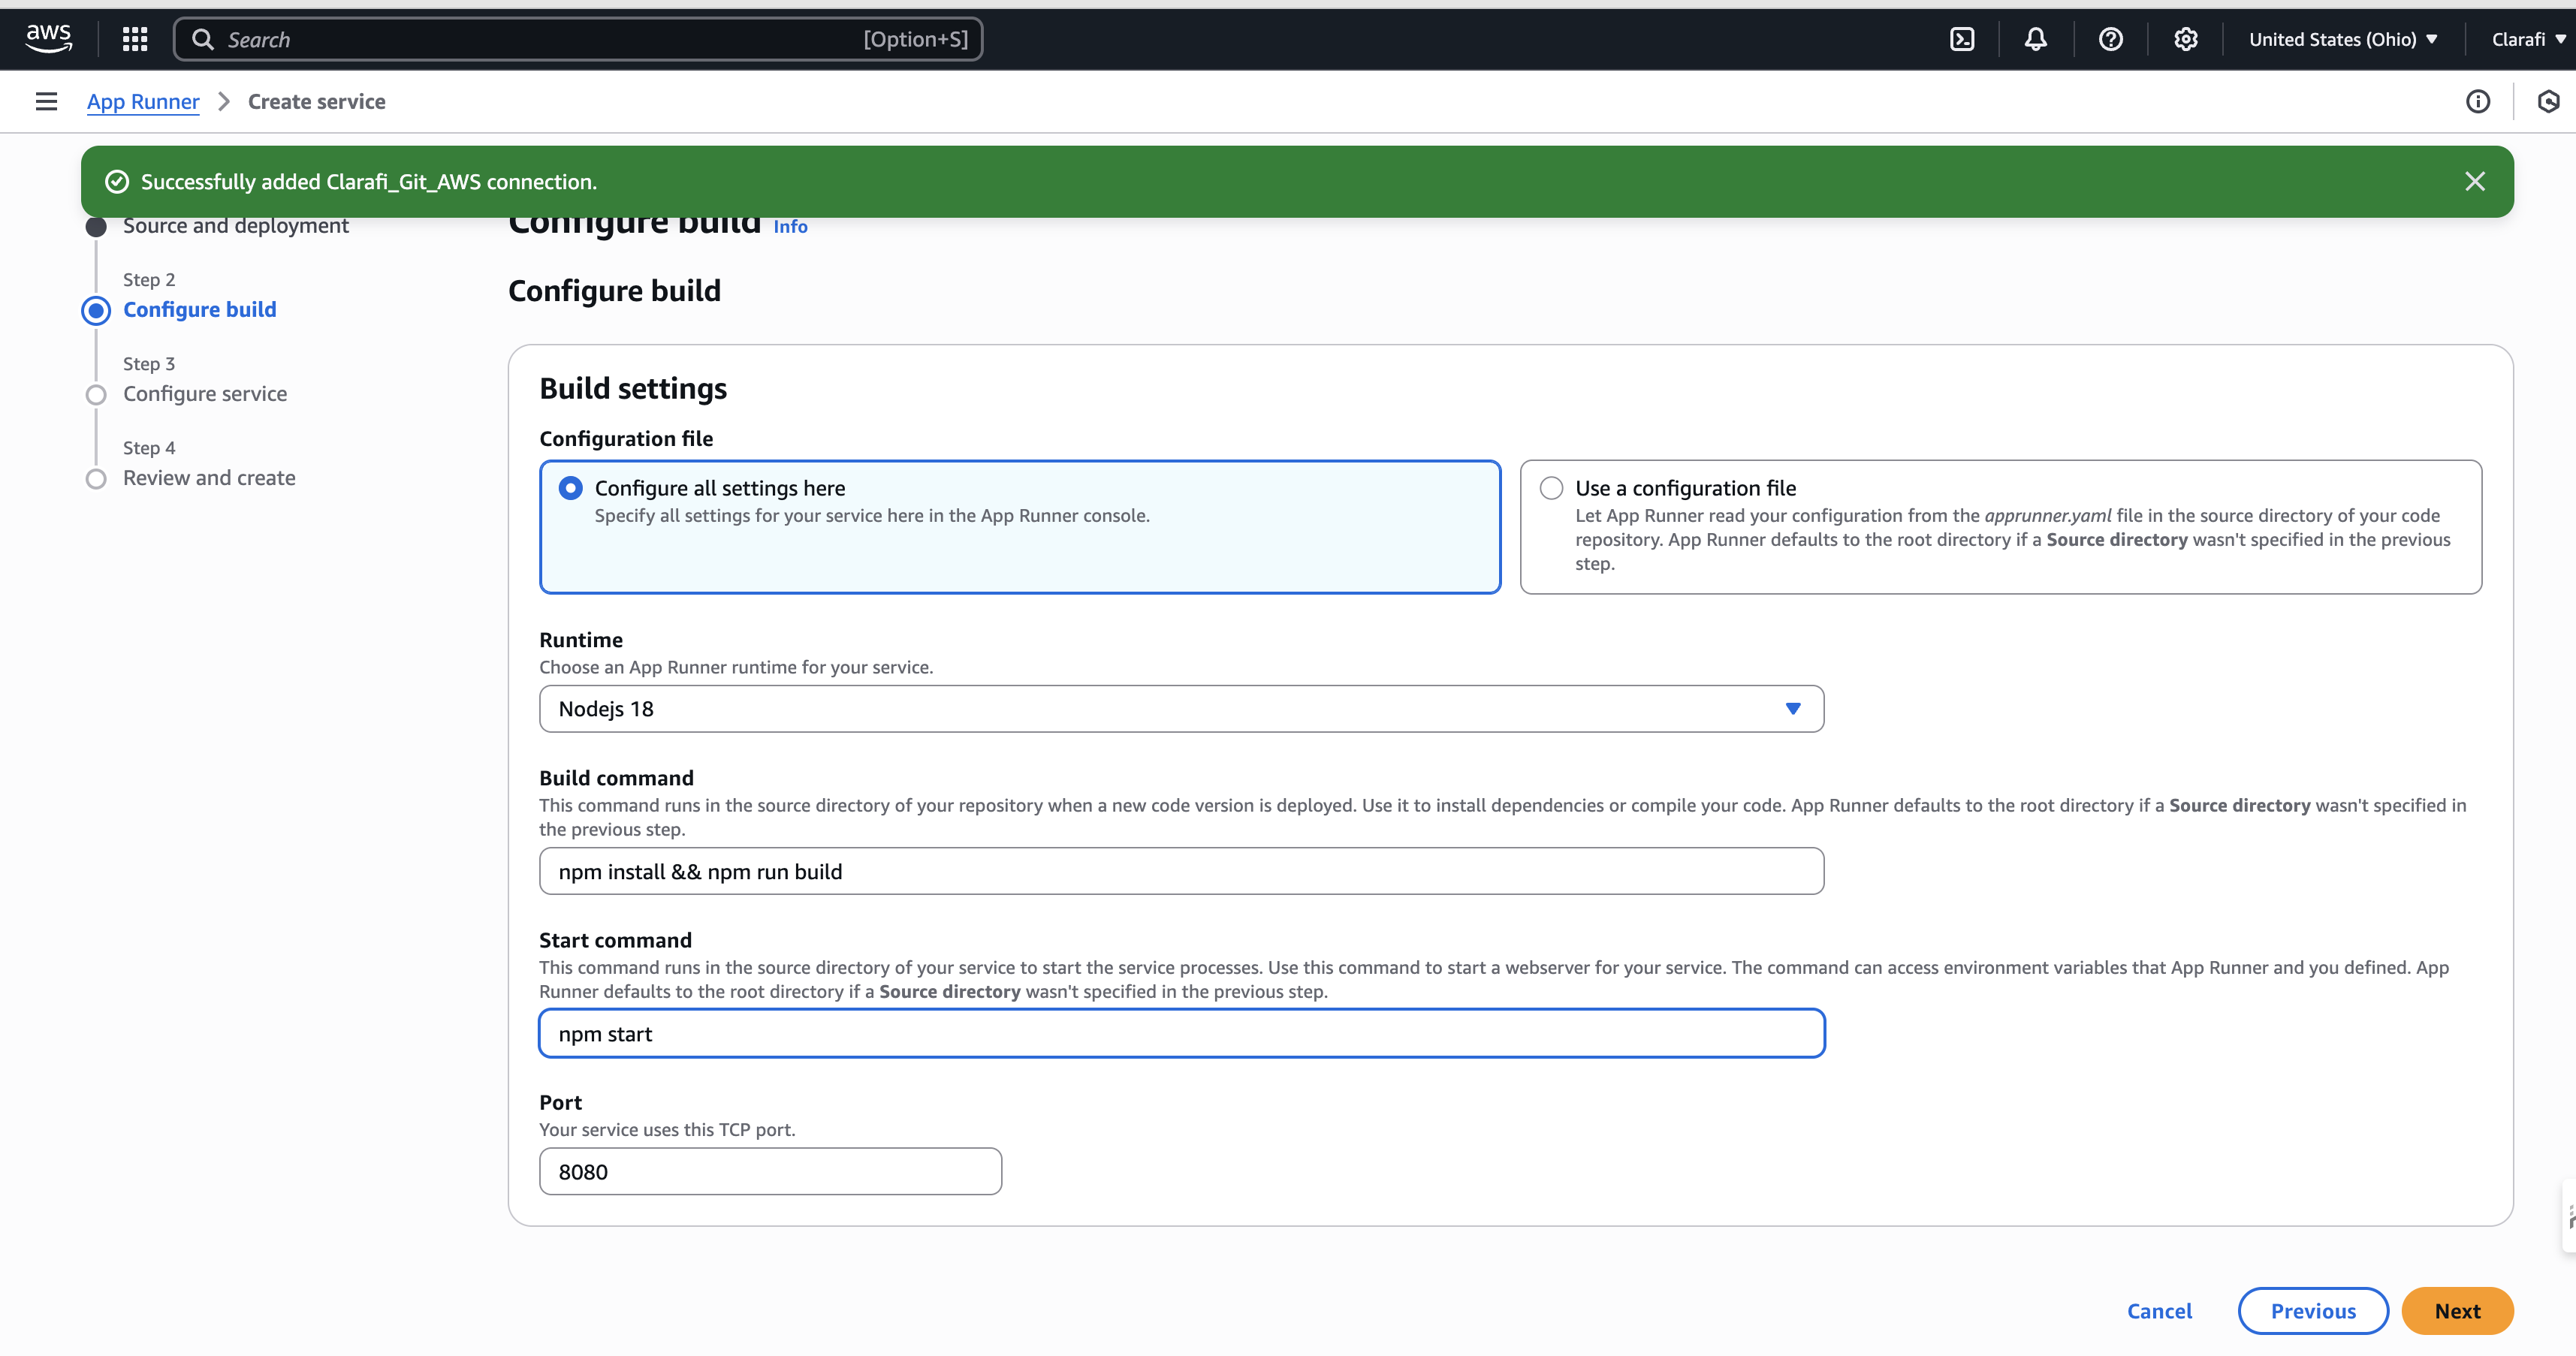 aws
Search
[Option+S]
United States (Ohio)
Clarafi
App Runner
Create service
Successfully added Clarafi_Git_AWS connection.
Source and deployment
Step 2
Configure build
Step 3
Configure service
Step 4
Review and create
Configure build Info
Configure build
Build settings
Configuration file
Configure all settings here
Specify all settings for your service here in the App Runner console.
Use a configuration file
Let App Runner read your configuration from the apprunner.yaml file in the source directory of your code
repository. App Runner defaults to the root directory if a Source directory wasn't specified in the previous
step.
Runtime
Choose an App Runner runtime for your service.
Nodejs 18
Build command
This command runs in the source directory of your repository when a new code version is deployed. Use it to install dependencies or compile your code. App Runner defaults to the root directory if a Source directory wasn't specified in
the previous step.
npm install && npm run build
Start command
This command runs in the source directory of your service to start the service processes. Use this command to start a webserver for your service. The command can access environment variables that App Runner and you defined. App
Runner defaults to the root directory if a Source directory wasn't specified in the previous step.
npm start
Port
Your service uses this TCP port.
8080
Cancel
Previous
Next